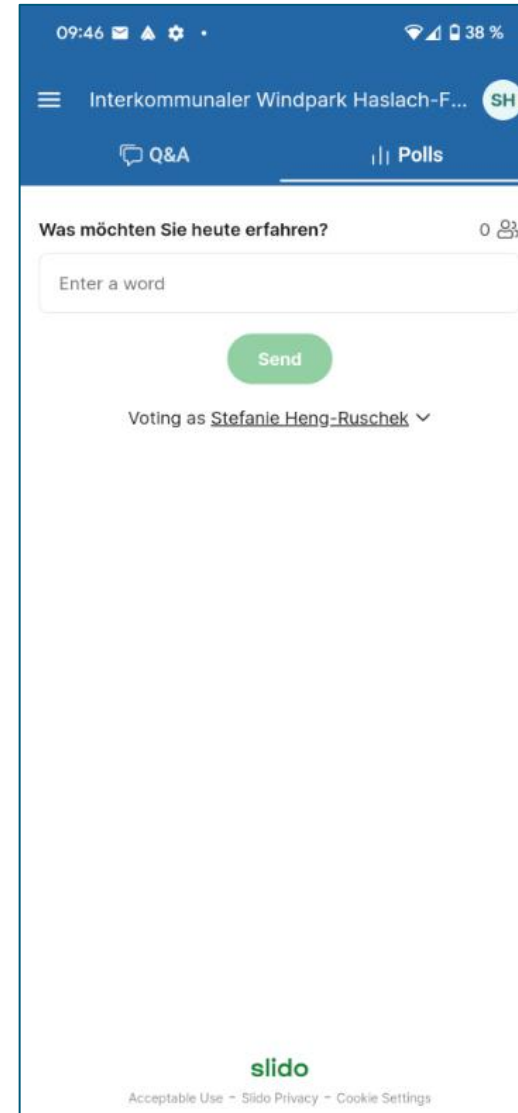 09:46 38 %
Interkommunaler Windpark Haslach-F... SH
Q&A Polls
Was möchten Sie heute erfahren? 0
Enter a word
Send
Voting as Stefanie Heng-Ruschek
slido
Acceptable Use - Slido Privacy - Cookie Settings